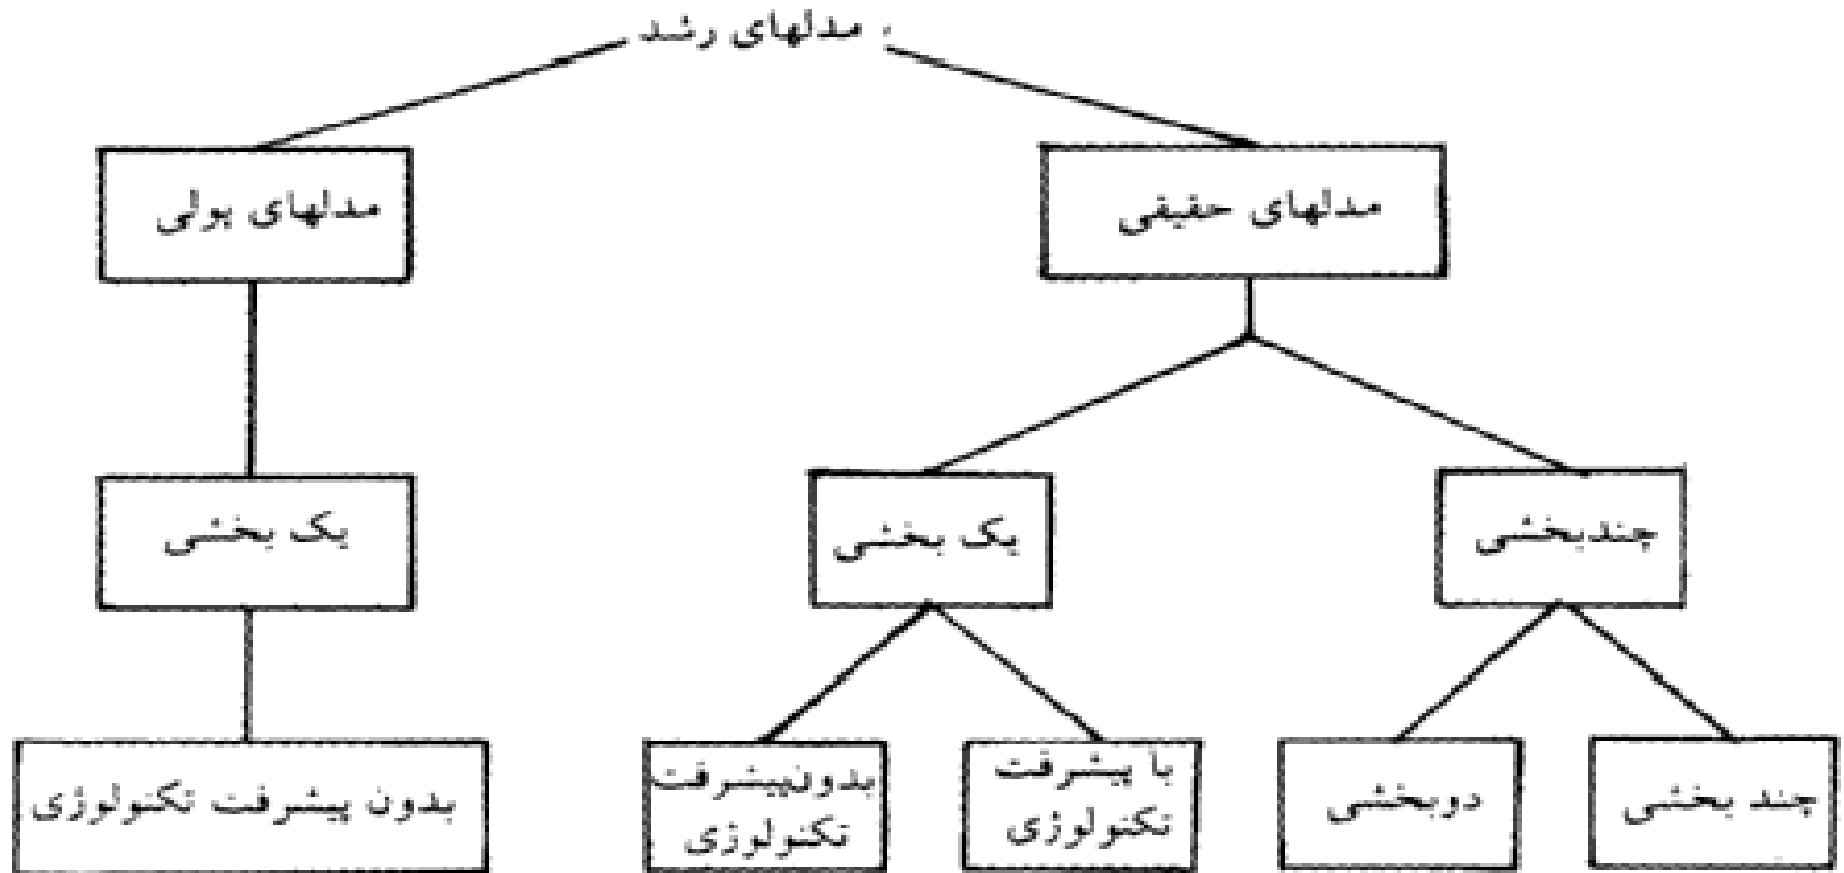 مدلهای رشد
مدلهای حقیقی
مدلهای پولی
چندبخشی
یک بخشی
یک بخشی
چند بخشی
دوبخشی
با پیشرفت
تکنولوژی
بدون‌پیشرفت
تکنولوژی
بدون پیشرفت تکنولوژی